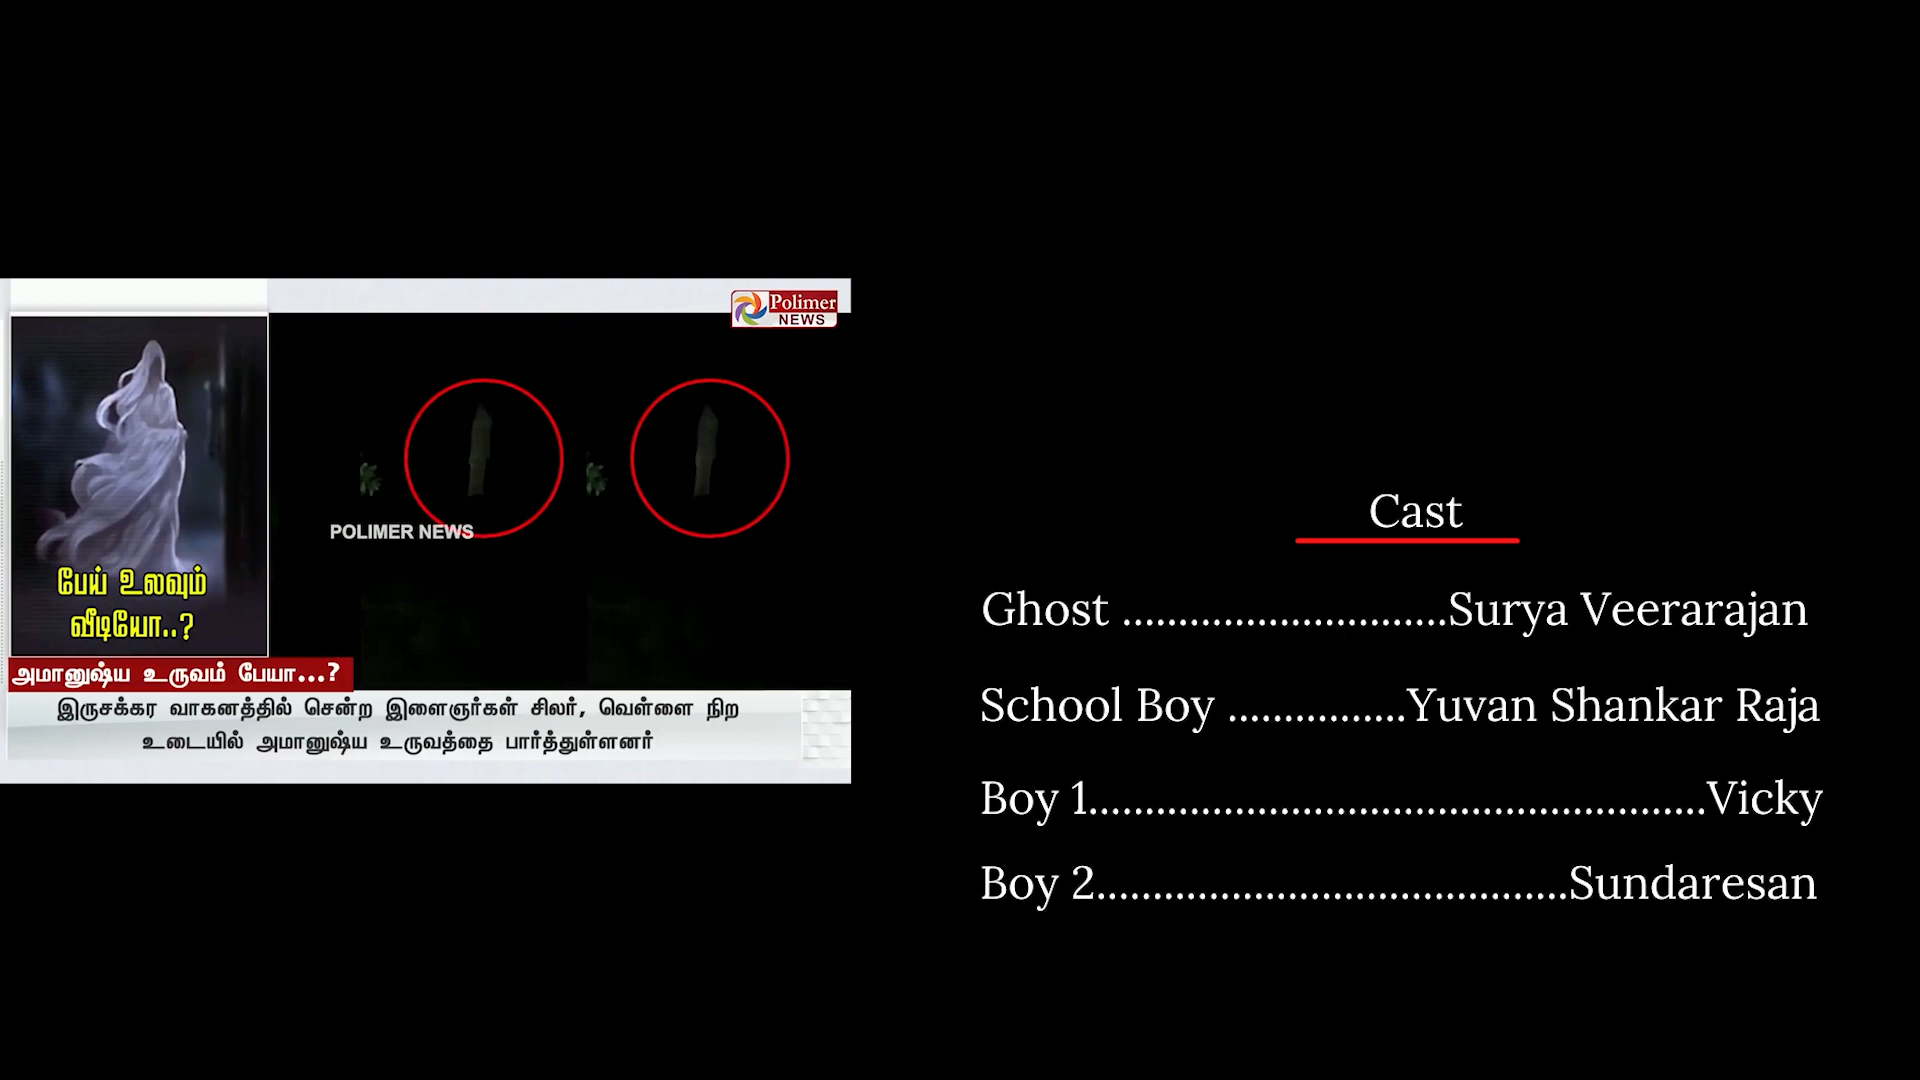 Polimer
NEWS
POLIMER NEWS
பேய் உலவும்
வீடியோ..?
அமானுஷ்ய உருவம் பேயா...?
இருசக்கர வாகனத்தில் சென்ற இளைஞர்கள் சிலர், வெள்ளை நிற
உடையில் அமானுஷ்ய உருவத்தை பார்த்துள்ளனர்
Cast
Ghost .............................Surya Veerarajan
School Boy ................Yuvan Shankar Raja
Boy 1.......................................................Vicky
Boy 2..........................................Sundaresan